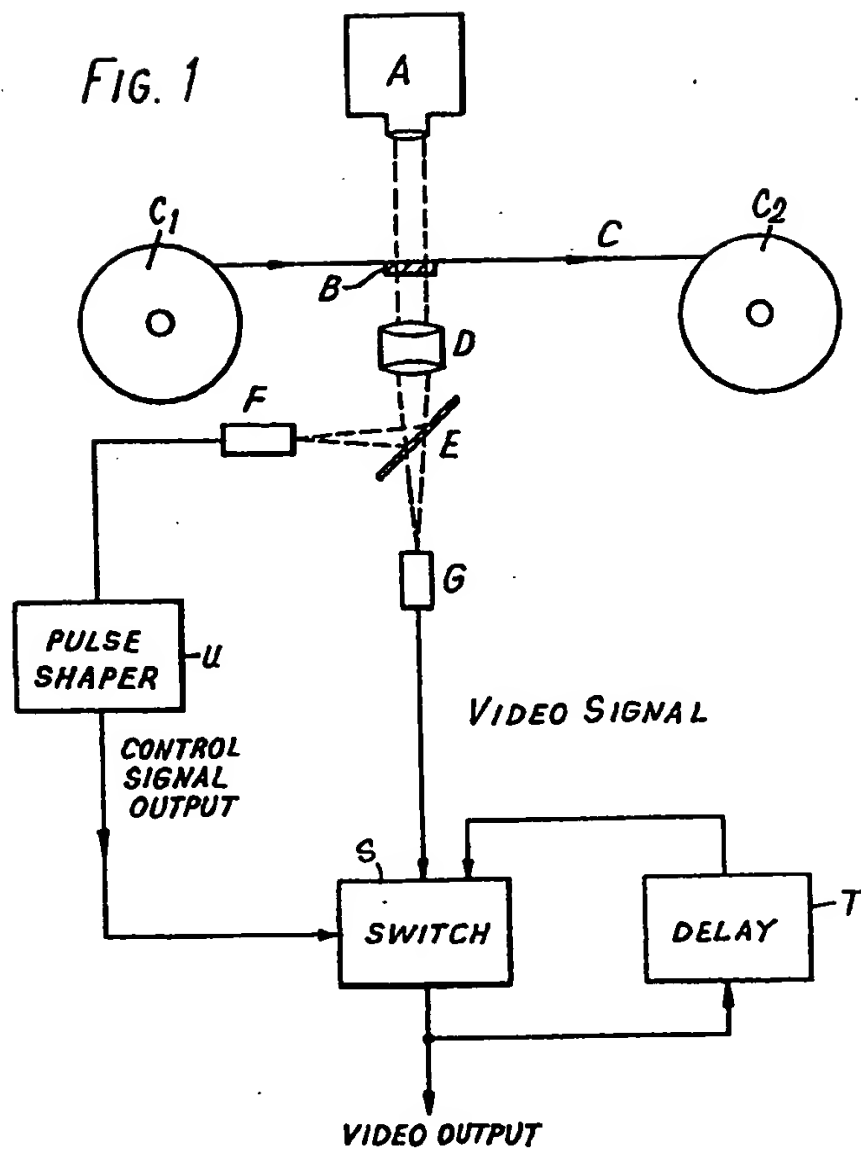 FIG. 1
A
C1
C
C2
B
D
F
E
G
PULSE
SHAPER
U
VIDEO SIGNAL
CONTROL
SIGNAL
OUTPUT
S
SWITCH
DELAY
T
VIDEO OUTPUT